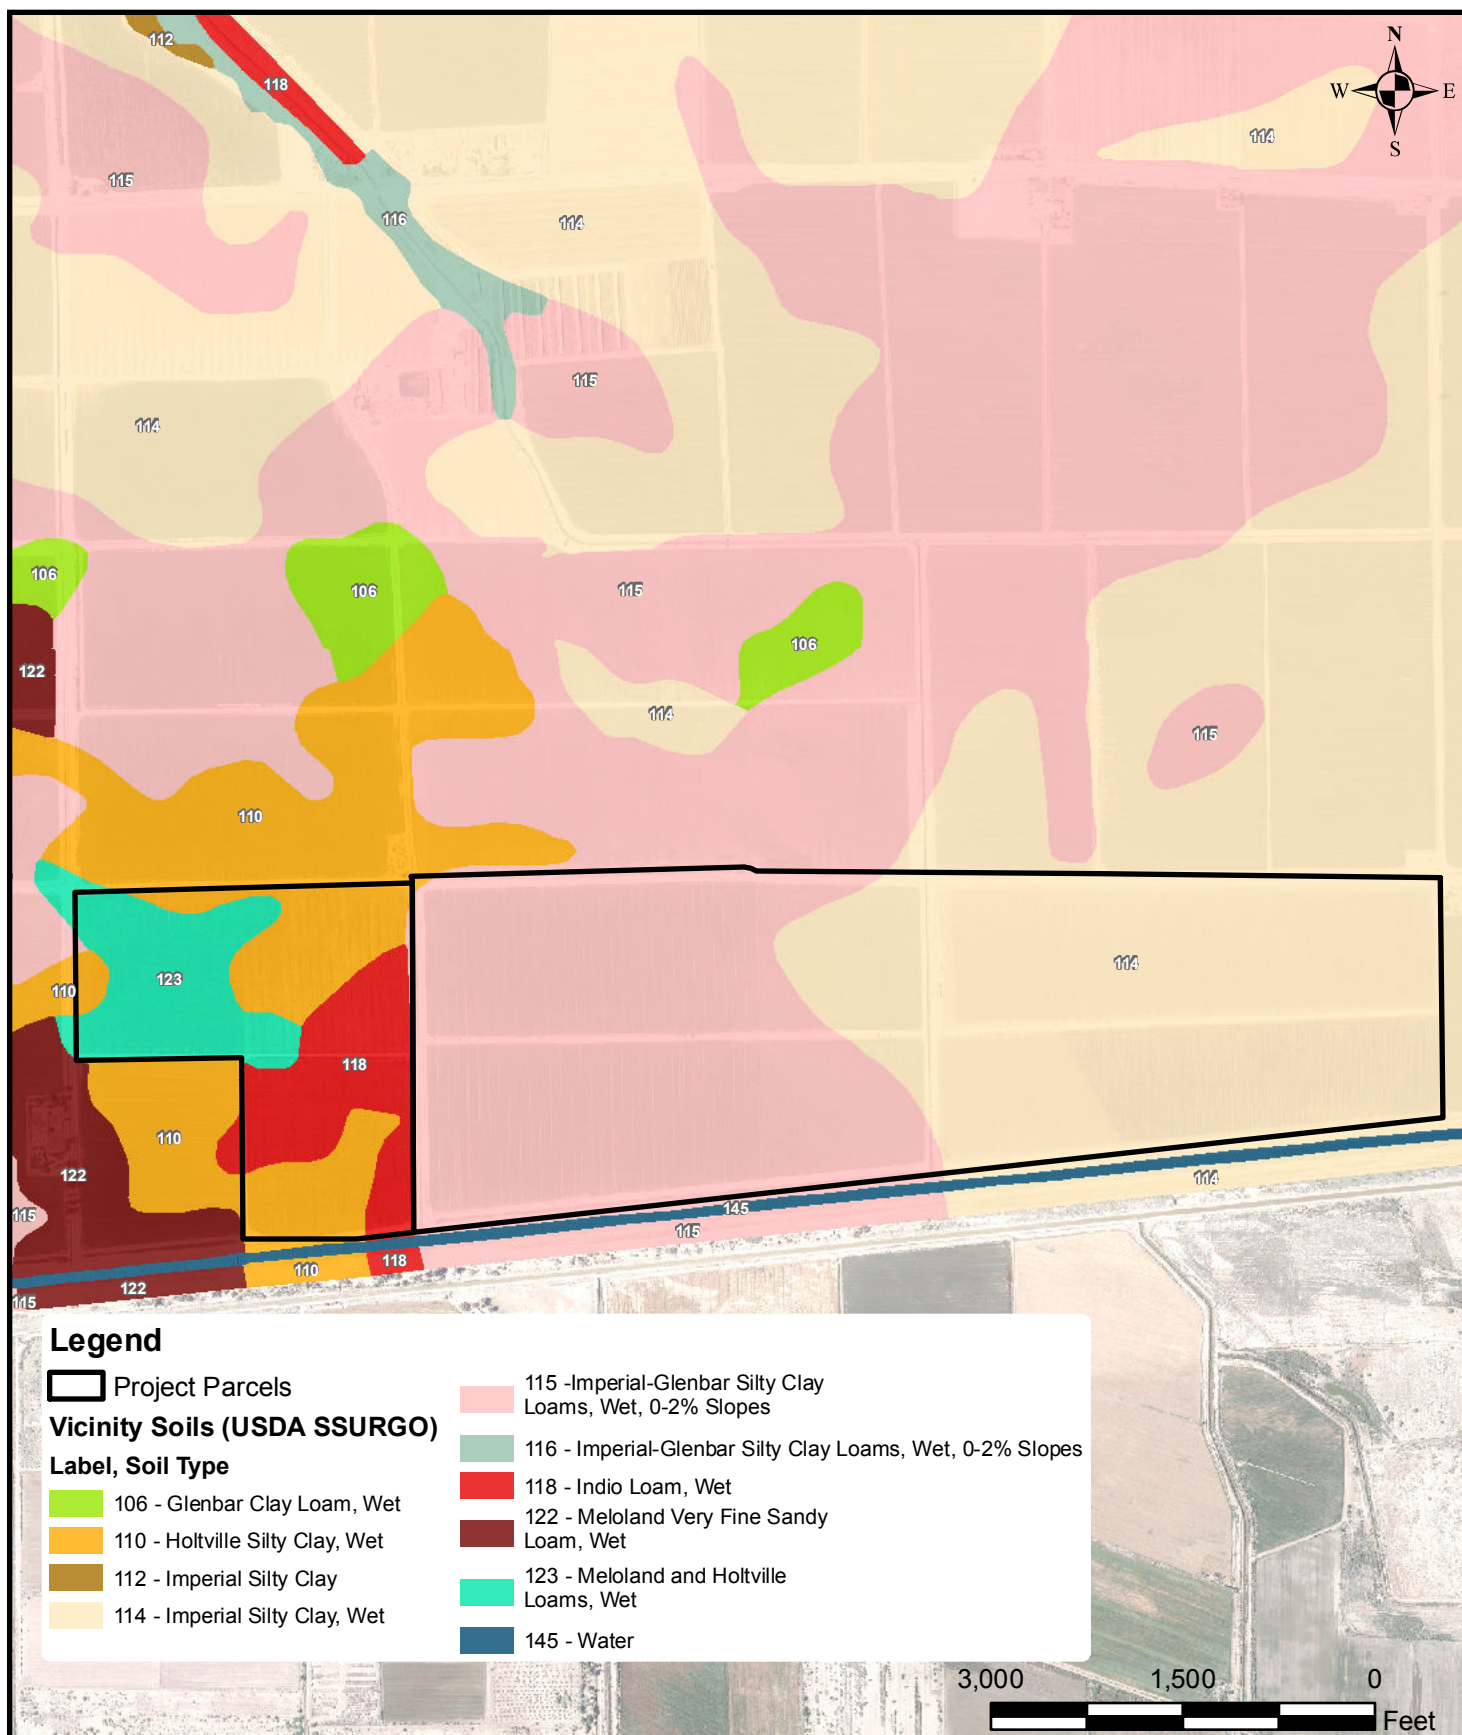 N
W E
S
112
118
114
115
116
114
115
114
106
106
115
106
122
114
115
110
123
114
110
118
110
122
114
115
145
115
118
110
122
115
Legend
Project Parcels
Vicinity Soils (USDA SSURGO)
Label, Soil Type
106 - Glenbar Clay Loam, Wet
110 - Holtville Silty Clay, Wet
112 - Imperial Silty Clay
114 - Imperial Silty Clay, Wet
115 -Imperial-Glenbar Silty Clay
Loams, Wet, 0-2% Slopes
116 - Imperial-Glenbar Silty Clay Loams, Wet, 0-2% Slopes
118 - Indio Loam, Wet
122 - Meloland Very Fine Sandy
Loam, Wet
123 - Meloland and Holtville
Loams, Wet
145 - Water
3,000 1,500 0
Feet